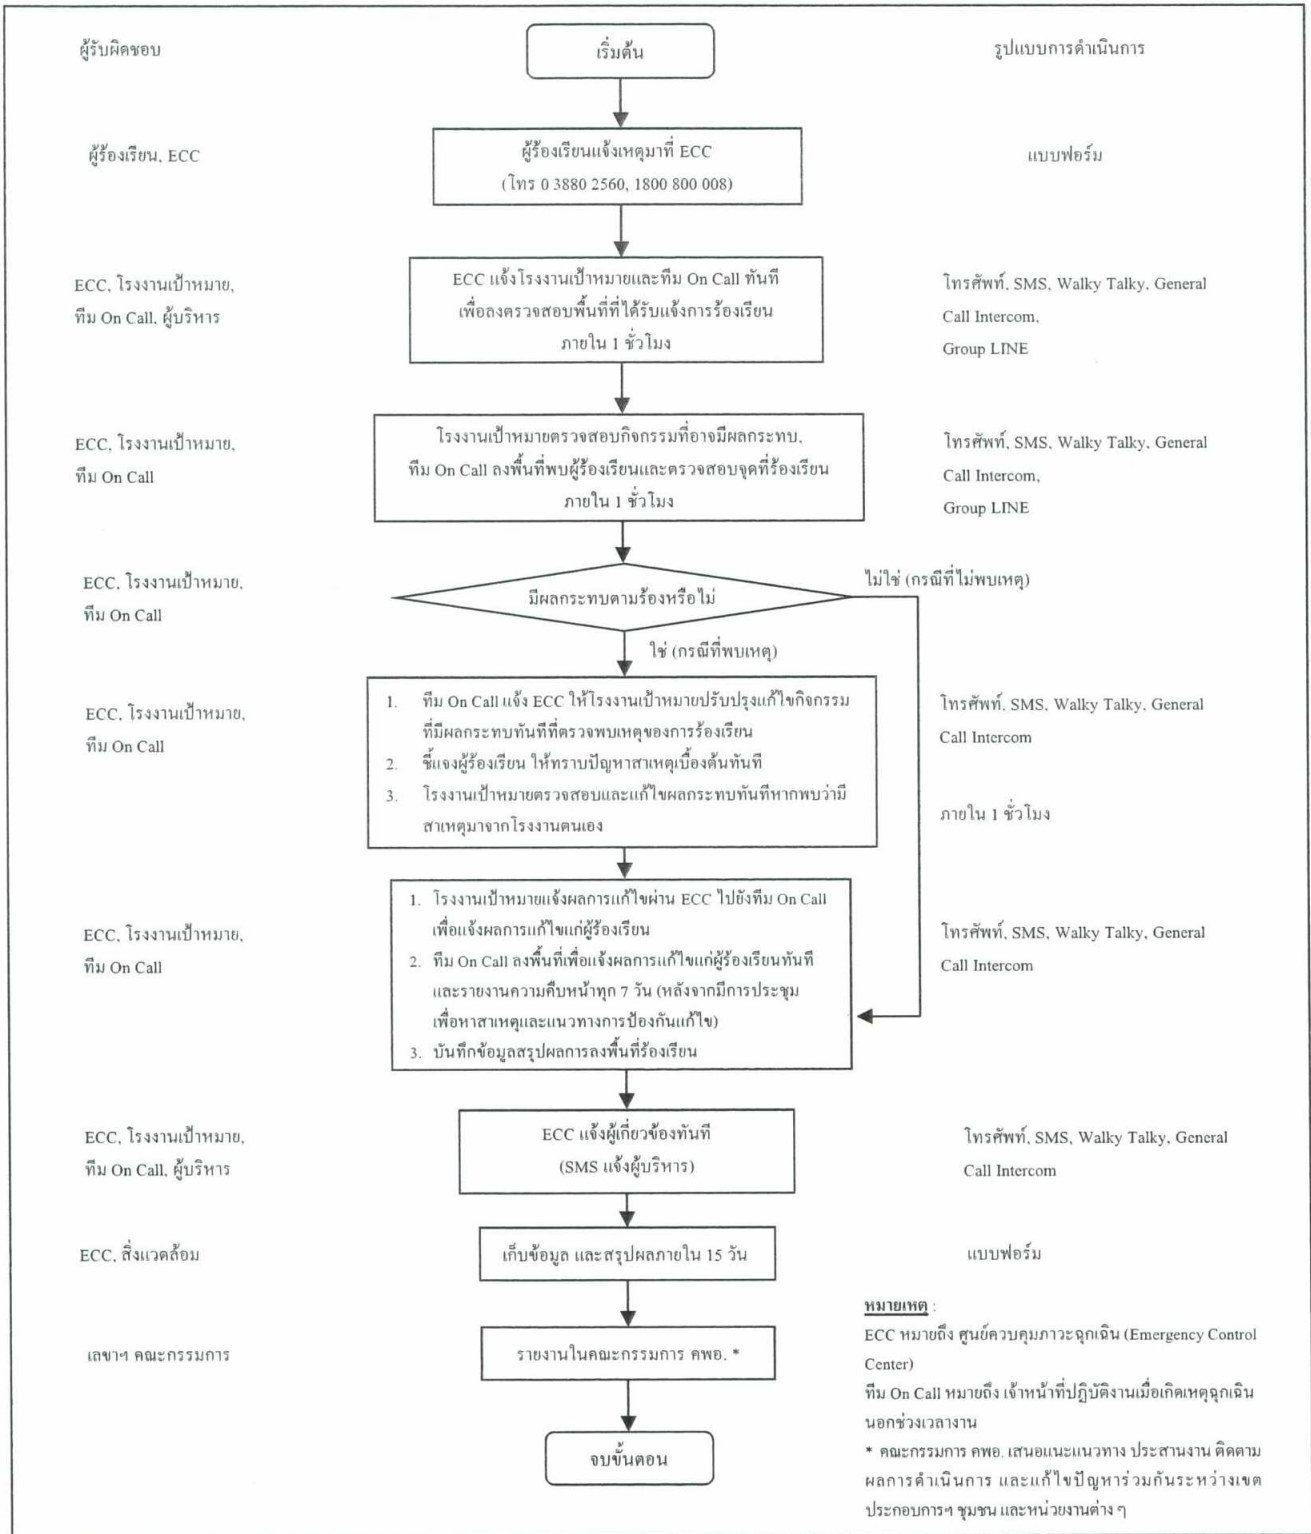 ผู้รับผิดชอบ
เริ่มต้น
รูปแบบการดำเนินการ
ผู้ร้องเรียน, ECC
ผู้ร้องเรียนแจ้งเหตุมาที่ ECC
(โทร 0 3880 2560, 1800 800 008)
แบบฟอร์ม
ECC, โรงงานเป้าหมาย,
ทีม On Call, ผู้บริหาร
ECC แจ้งโรงงานเป้าหมายและทีม On Call ทันที
เพื่อลงตรวจสอบพื้นที่ที่ได้รับแจ้งการร้องเรียน
ภายใน 1 ชั่วโมง
โทรศัพท์, SMS, Walky Talky, General
Call Intercom,
Group LINE
ECC, โรงงานเป้าหมาย,
ทีม On Call
โรงงานเป้าหมายตรวจสอบกิจกรรมที่อาจมีผลกระทบ,
ทีม On Call ลงพื้นที่พบผู้ร้องเรียนและตรวจสอบจุดที่ร้องเรียน
ภายใน 1 ชั่วโมง
โทรศัพท์, SMS, Walky Talky, General
Call Intercom,
Group LINE
ECC, โรงงานเป้าหมาย,
ทีม On Call
มีผลกระทบตามร้องหรือไม่
ไม่ใช่ (กรณีที่ไม่พบเหตุ)
ใช่ (กรณีที่พบเหตุ)
ECC, โรงงานเป้าหมาย,
ทีม On Call
1. ทีม On Call แจ้ง ECC ให้โรงงานเป้าหมายปรับปรุงแก้ไขกิจกรรม
ที่มีผลกระทบทันทีที่ตรวจพบเหตุของการร้องเรียน
2. ชี้แจงผู้ร้องเรียน ให้ทราบปัญหาสาเหตุเบื้องต้นทันที
3. โรงงานเป้าหมายตรวจสอบและแก้ไขผลกระทบทันทีหากพบว่ามี
สาเหตุมาจากโรงงานตนเอง
โทรศัพท์, SMS, Walky Talky, General
Call Intercom
ภายใน 1 ชั่วโมง
ECC, โรงงานเป้าหมาย,
ทีม On Call
1. โรงงานเป้าหมายแจ้งผลการแก้ไขผ่าน ECC ไปยังทีม On Call
เพื่อแจ้งผลการแก้ไขแก่ผู้ร้องเรียน
2. ทีม On Call ลงพื้นที่เพื่อแจ้งผลการแก้ไขแก่ผู้ร้องเรียนทันที
และรายงานความคืบหน้าทุก 7 วัน (หลังจากมีการประชุม
เพื่อหาสาเหตุและแนวทางการป้องกันแก้ไข)
3. บันทึกข้อมูลสรุปผลการลงพื้นที่ร้องเรียน
โทรศัพท์, SMS, Walky Talky, General
Call Intercom
ECC, โรงงานเป้าหมาย,
ทีม On Call, ผู้บริหาร
ECC แจ้งผู้เกี่ยวข้องทันที
(SMS แจ้งผู้บริหาร)
โทรศัพท์, SMS, Walky Talky, General
Call Intercom
ECC, สิ่งแวดล้อม
เก็บข้อมูล และสรุปผลภายใน 15 วัน
แบบฟอร์ม
เลขาฯ คณะกรรมการ
รายงานในคณะกรรมการ คพอ. *
จบขั้นตอน
หมายเหตุ :
ECC หมายถึง ศูนย์ควบคุมภาวะฉุกเฉิน (Emergency Control
Center)
ทีม On Call หมายถึง เจ้าหน้าที่ปฏิบัติงานเมื่อเกิดเหตุฉุกเฉิน
นอกช่วงเวลางาน
* คณะกรรมการ คพอ. เสนอแนะแนวทาง ประสานงาน ติดตาม
ผลการดำเนินการ และแก้ไขปัญหาร่วมกันระหว่างเขต
ประกอบการฯ ชุมชน และหน่วยงานต่าง ๆ